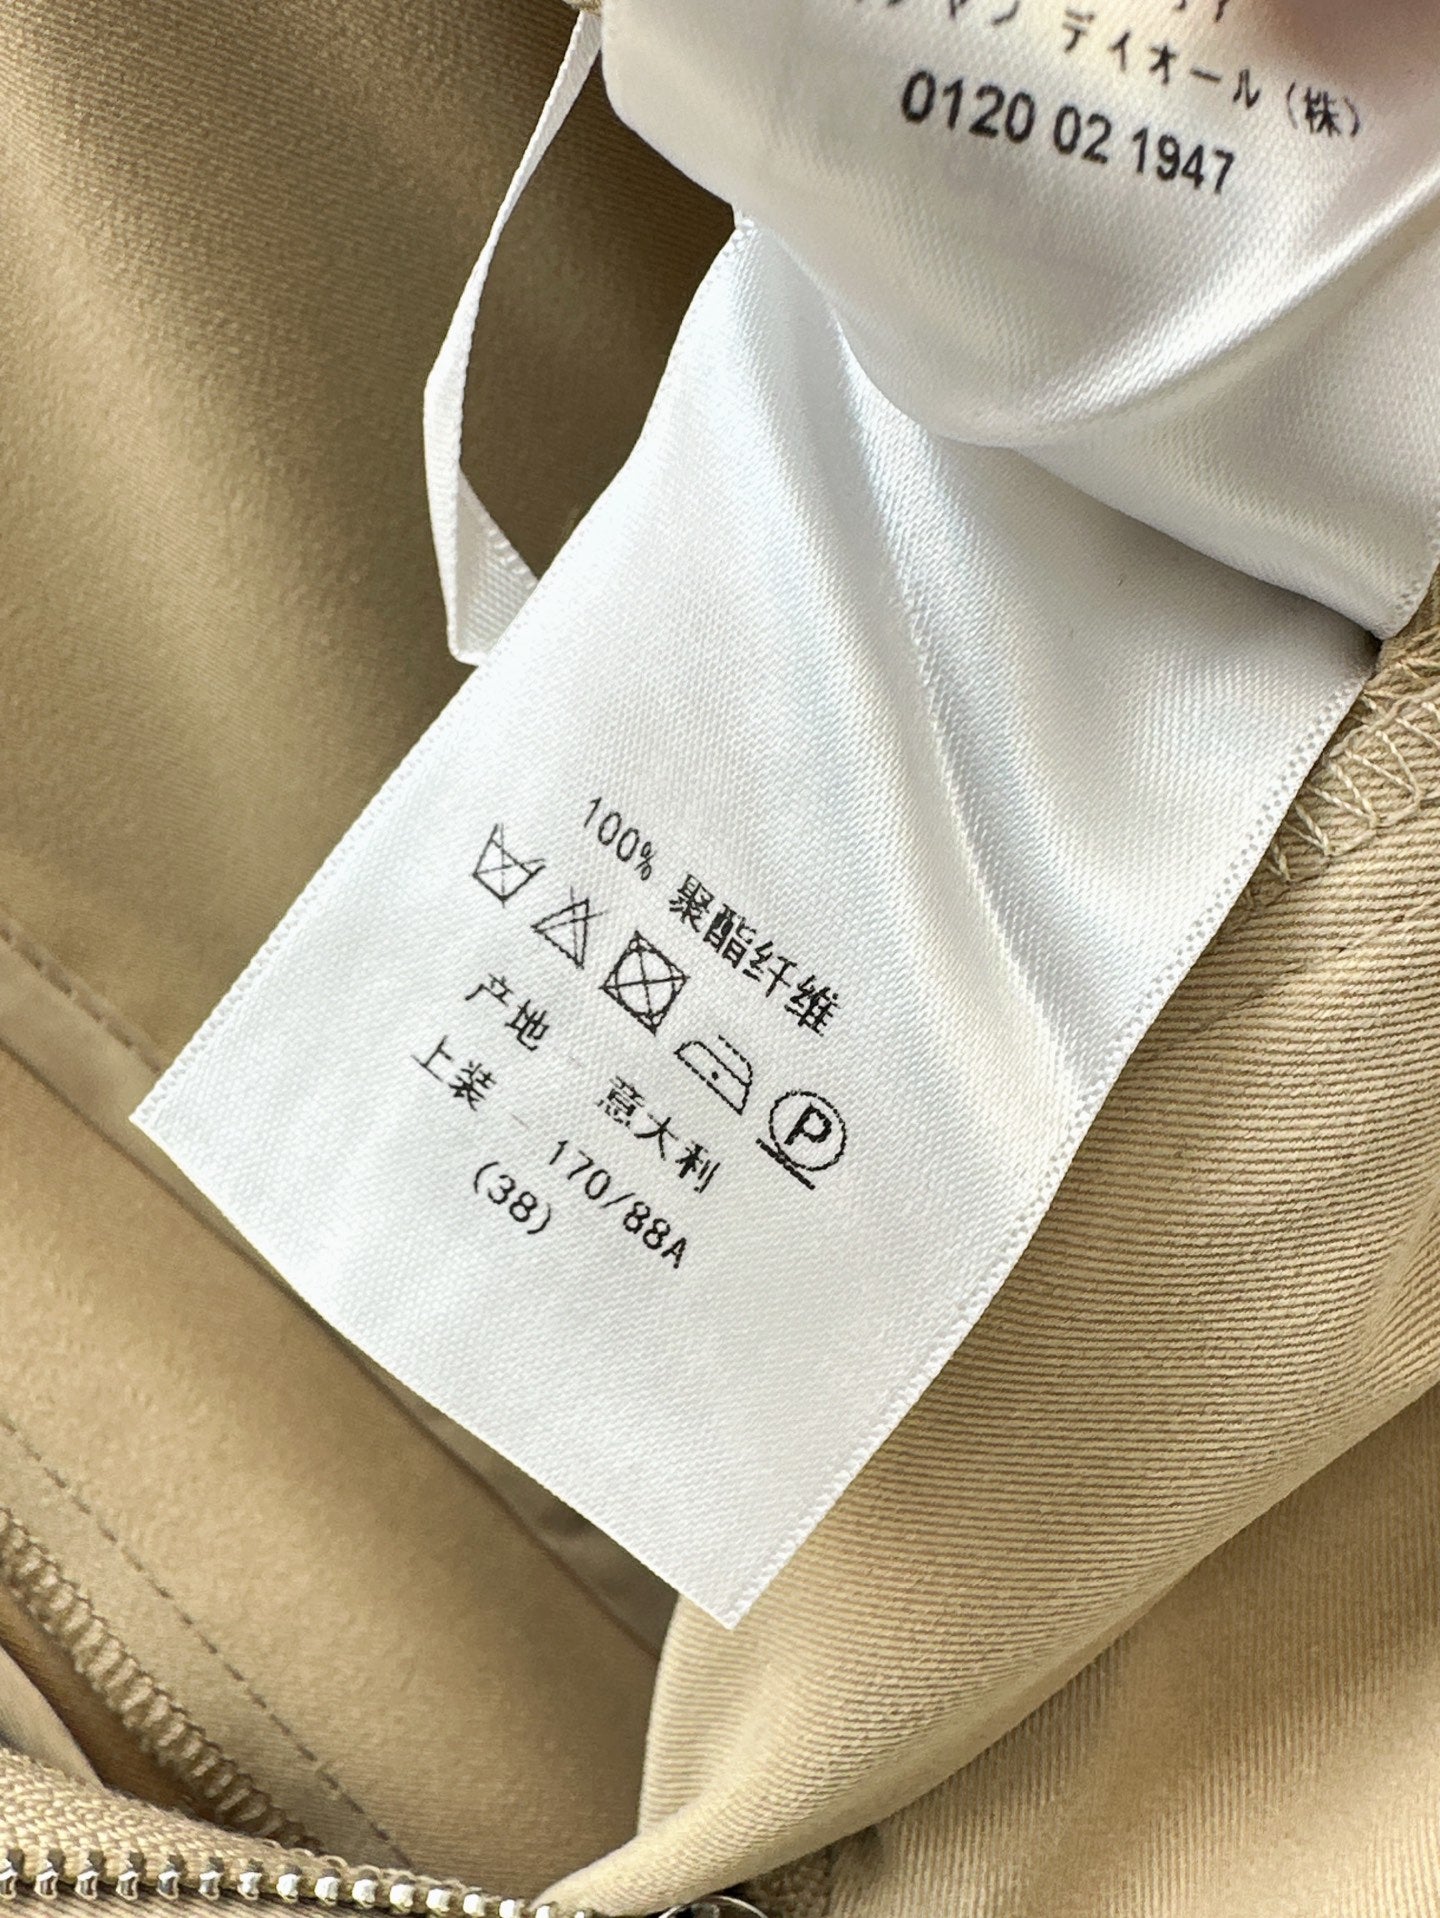 ディオール(株)
0120 02 1947
100% 聚酯纤维
P
产地 - 意大利
上装 - 170/88A
(38)